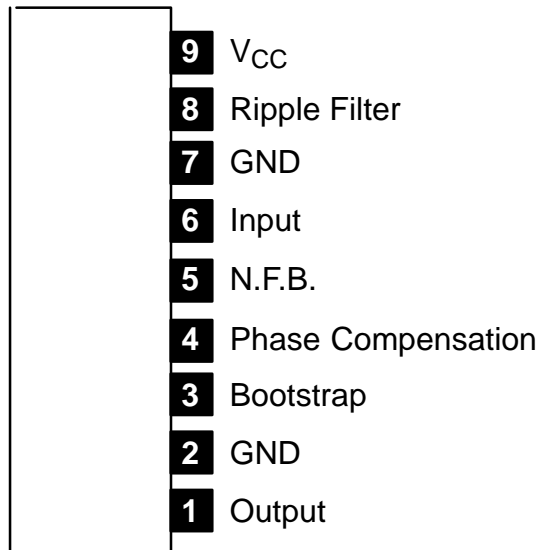 9 VCC
8 Ripple Filter
7 GND
6 Input
5 N.F.B.
4 Phase Compensation
3 Bootstrap
2 GND
1 Output